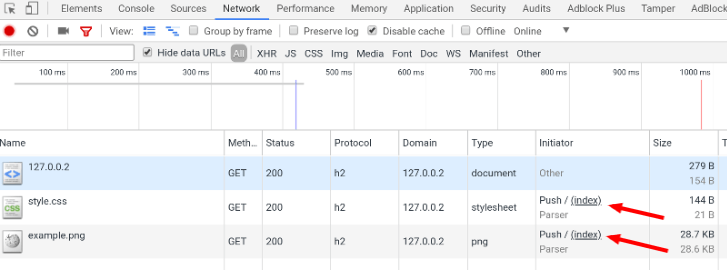 Elements Console Sources Network Performance Memory Application Security Audits Adblock Plus Tamper AdBlock
View: Group by frame Preserve log Disable cache Offline Online
Filter Hide data URLs All XHR JS CSS Img Media Font Doc WS Manifest Other
100 ms 200 ms 300 ms 400 ms 500 ms 600 ms 700 ms 800 ms 900 ms 1000 ms
Name Meth... Status Protocol Domain Type Initiator Size T
127.0.0.2 GET 200 h2 127.0.0.2 document Other 279 B
154 B
style.css GET 200 h2 127.0.0.2 stylesheet Push / (index) 144 B
Parser 21 B
example.png GET 200 h2 127.0.0.2 png Push / (index) 28.7 KB
Parser 28.6 KB